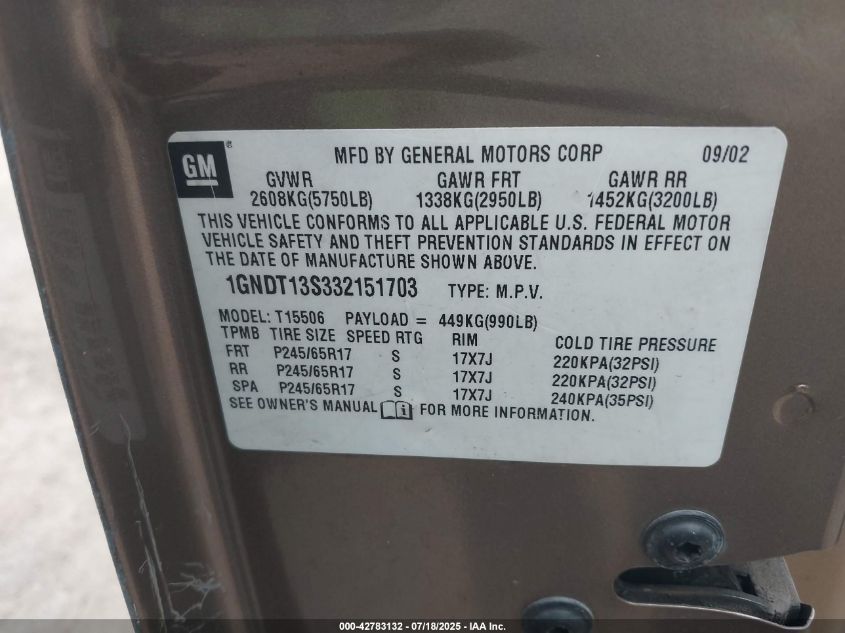 GM ® MFD BY GENERAL MOTORS CORP 09/02
GVWR GAWR FRT GAWR RR
2608KG(5750LB) 1338KG(2950LB) 1452KG(3200LB)
THIS VEHICLE CONFORMS TO ALL APPLICABLE U.S. FEDERAL MOTOR
VEHICLE SAFETY AND THEFT PREVENTION STANDARDS IN EFFECT ON
THE DATE OF MANUFACTURE SHOWN ABOVE.
1GNDT13S332151703 TYPE: M.P.V.
MODEL: T15506 PAYLOAD = 449KG(990LB)
TPMB TIRE SIZE SPEED RTG RIM COLD TIRE PRESSURE
FRT P245/65R17 S 17X7J 220KPA(32PSI)
RR P245/65R17 S 17X7J 220KPA(32PSI)
SPA P245/65R17 S 17X7J 240KPA(35PSI)
SEE OWNER'S MANUAL i FOR MORE INFORMATION.
000-42783132 - 07/18/2025 - IAA Inc.